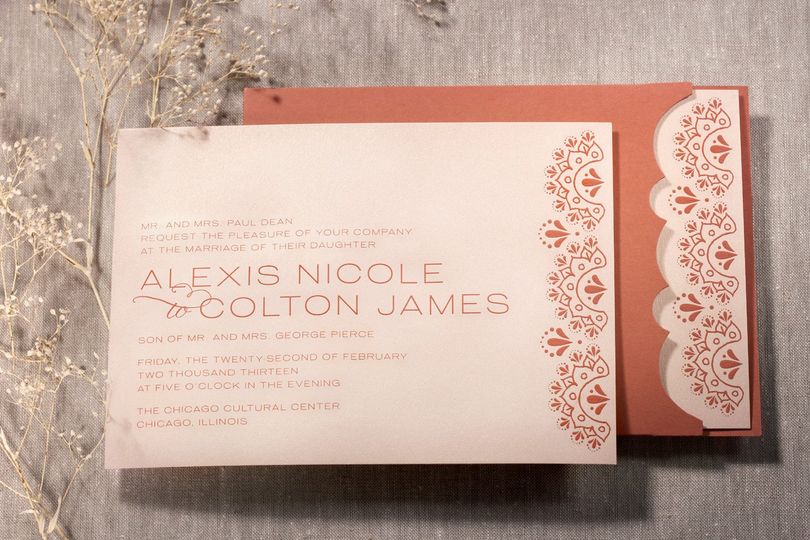 MR. AND MRS. PAUL DEAN
REQUEST THE PLEASURE OF YOUR COMPANY
AT THE MARRIAGE OF THEIR DAUGHTER
ALEXIS NICOLE
to COLTON JAMES
SON OF MR. AND MRS. GEORGE PIERCE
FRIDAY, THE TWENTY-SECOND OF FEBRUARY
TWO THOUSAND THIRTEEN
AT FIVE O'CLOCK IN THE EVENING
THE CHICAGO CULTURAL CENTER
CHICAGO, ILLINOIS